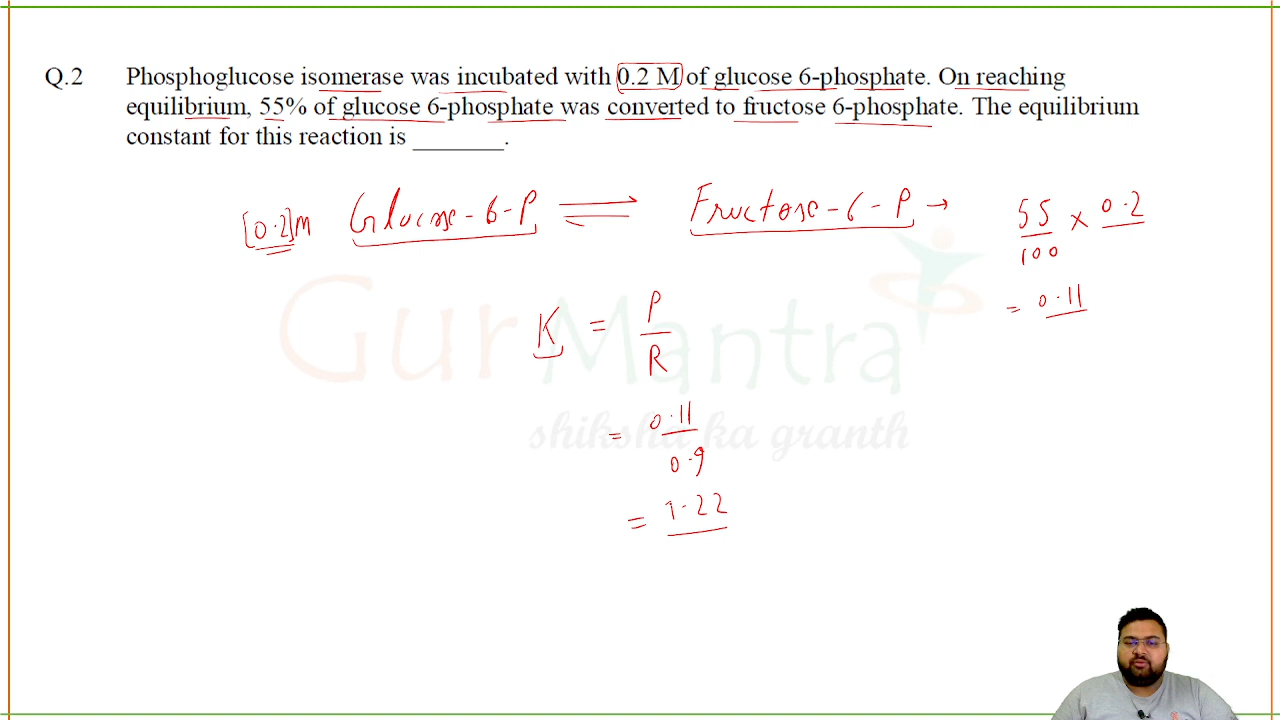 Q.2 Phosphoglucose isomerase was incubated with 0.2 M of glucose 6-phosphate. On reaching
equilibrium, 55% of glucose 6-phosphate was converted to fructose 6-phosphate. The equilibrium
constant for this reaction is ________.
[0.2]M Glucose-6-P ⇌ Fructose-6-P → 55/100 × 0.2
= 0.11
K = P/R
= 0.11/0.9
= 1.22
GurMantra
shiksha ka granth